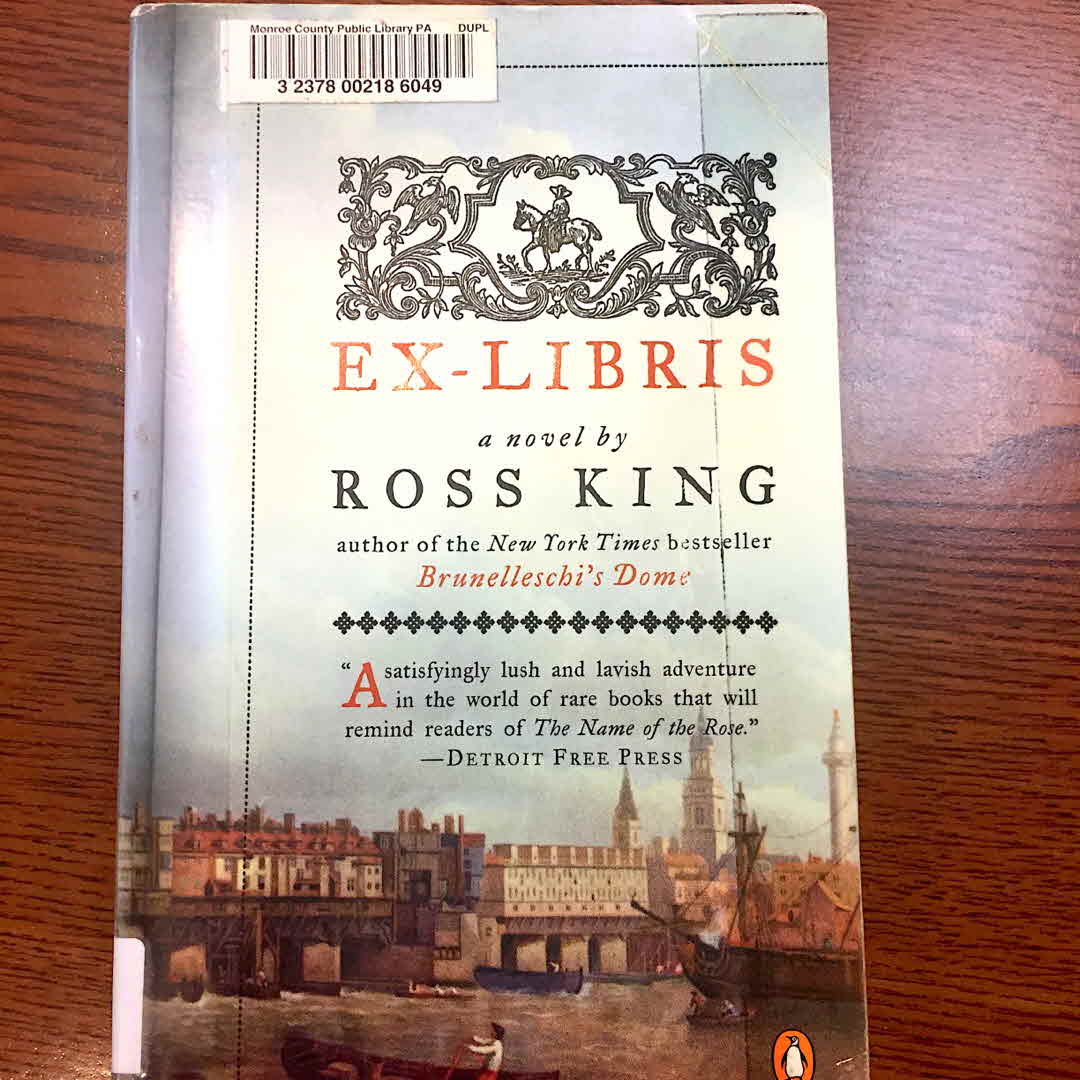 Monroe County Public Library PA DUPL
3 2378 00218 6049
EX-LIBRIS
a novel by
ROSS KING
author of the New York Times bestseller
Brunelleschi's Dome
“A satisfyingly lush and lavish adventure
in the world of rare books that will
remind readers of The Name of the Rose.”
—DETROIT FREE PRESS